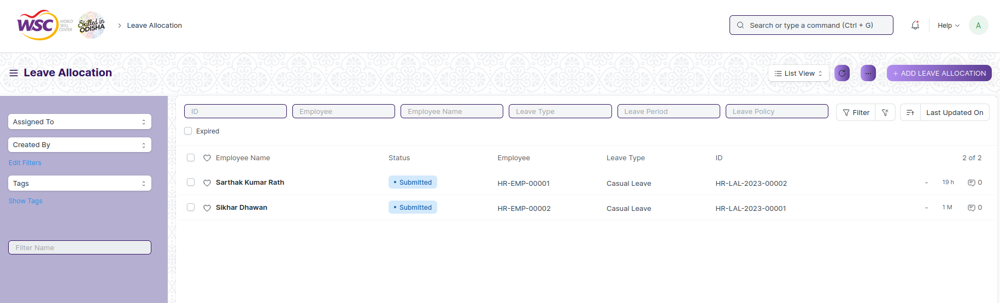 WSC WORLD SKILL CENTER Skilled in ODISHA > Leave Allocation Search or type a command (Ctrl + G) Help A
Leave Allocation List View ... + ADD LEAVE ALLOCATION
Assigned To
Created By
Edit Filters
Tags
Show Tags
Filter Name
ID Employee Employee Name Leave Type Leave Period Leave Policy Filter Last Updated On
Expired
Employee Name Status Employee Leave Type ID 2 of 2
Sarthak Kumar Rath • Submitted HR-EMP-00001 Casual Leave HR-LAL-2023-00002 - 19 h 0
Sikhar Dhawan • Submitted HR-EMP-00002 Casual Leave HR-LAL-2023-00001 - 1 M 0